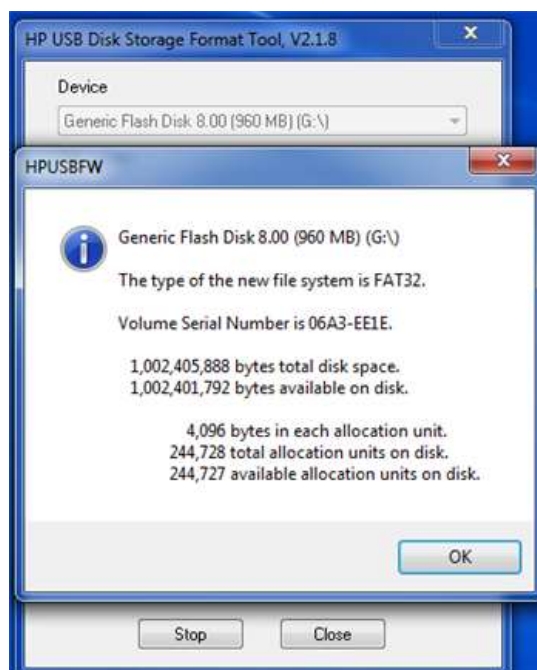 HP USB Disk Storage Format Tool, V2.1.8
Device
Generic Flash Disk 8.00 (960 MB) (G:\)
HPUSBFW
Generic Flash Disk 8.00 (960 MB) (G:\)
The type of the new file system is FAT32.
Volume Serial Number is 06A3-EE1E.
1,002,405,888 bytes total disk space.
1,002,401,792 bytes available on disk.
4,096 bytes in each allocation unit.
244,728 total allocation units on disk.
244,727 available allocation units on disk.
OK
Stop Close